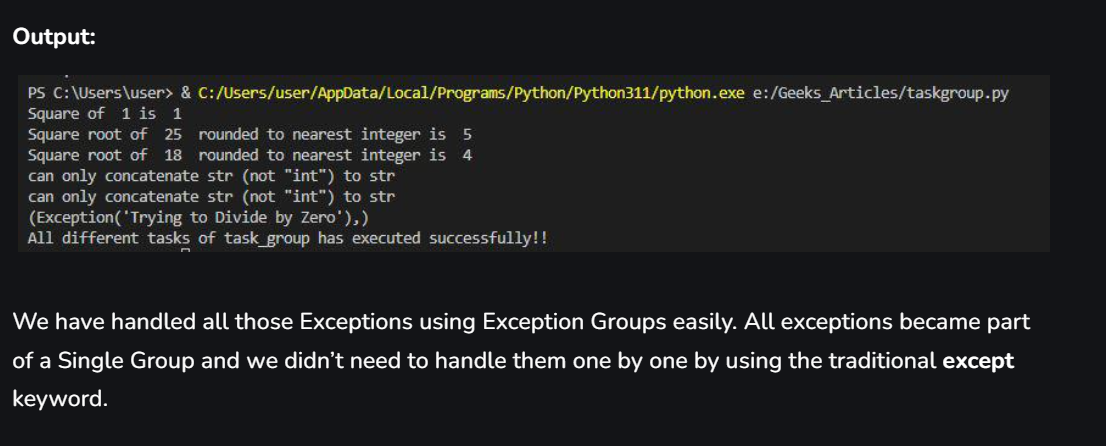 Output:
PS C:\Users\user> & C:/Users/user/AppData/Local/Programs/Python/Python311/python.exe e:/Geeks_Articles/taskgroup.py
Square of  1 is  1
Square root of  25  rounded to nearest integer is  5
Square root of  18  rounded to nearest integer is  4
can only concatenate str (not "int") to str
can only concatenate str (not "int") to str
(Exception('Trying to Divide by Zero'),)
All different tasks of task_group has executed successfully!!
We have handled all those Exceptions using Exception Groups easily. All exceptions became part
of a Single Group and we didn’t need to handle them one by one by using the traditional except
keyword.